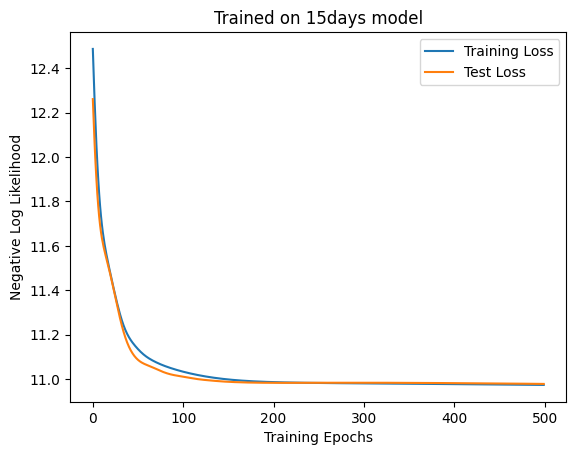 Trained on 15days model
Training Loss
Test Loss
Negative Log Likelihood
12.4
12.2
12.0
11.8
11.6
11.4
11.2
11.0
0 100 200 300 400 500
Training Epochs